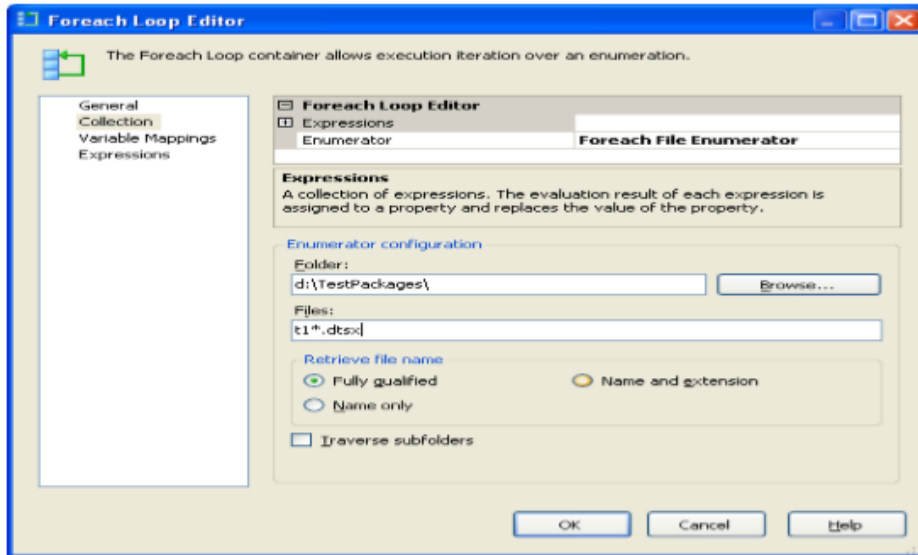 Foreach Loop Editor
The Foreach Loop container allows execution iteration over an enumeration.
General
Collection
Variable Mappings
Expressions
Foreach Loop Editor
Expressions
Enumerator Foreach File Enumerator
Expressions
A collection of expressions. The evaluation result of each expression is
assigned to a property and replaces the value of the property.
Enumerator configuration
Folder:
d:\TestPackages\ Browse...
Files:
t1*.dtsx
Retrieve file name
Fully qualified Name and extension
Name only
Traverse subfolders
OK Cancel Help